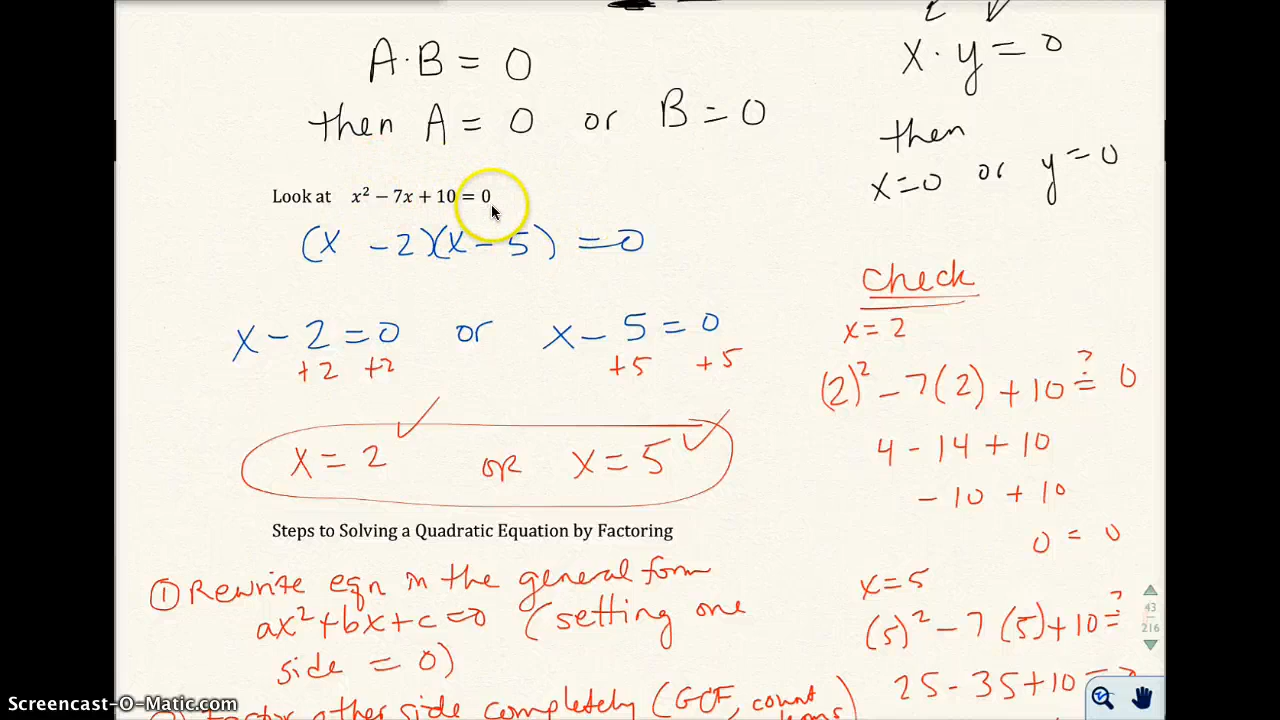 A·B = 0
then A = 0 or B = 0
Look at x² − 7x + 10 = 0
(x − 2)(x − 5) = 0
x − 2 = 0 or x − 5 = 0
+2 +2 +5 +5
x = 2 or x = 5
Steps to Solving a Quadratic Equation by Factoring
① Rewrite eqn in the general form
ax² + bx + c = 0 (setting one
side = 0)
Factor other side completely (GCF, count
x · y = 0
then
x = 0 or y = 0
Check
x = 2
(2)² − 7(2) + 10 ≟ 0
4 − 14 + 10
− 10 + 10
0 = 0
x = 5
(5)² − 7(5) + 10 ≟
25 − 35 + 10 = ?
43
216
Screencast-O-Matic.com